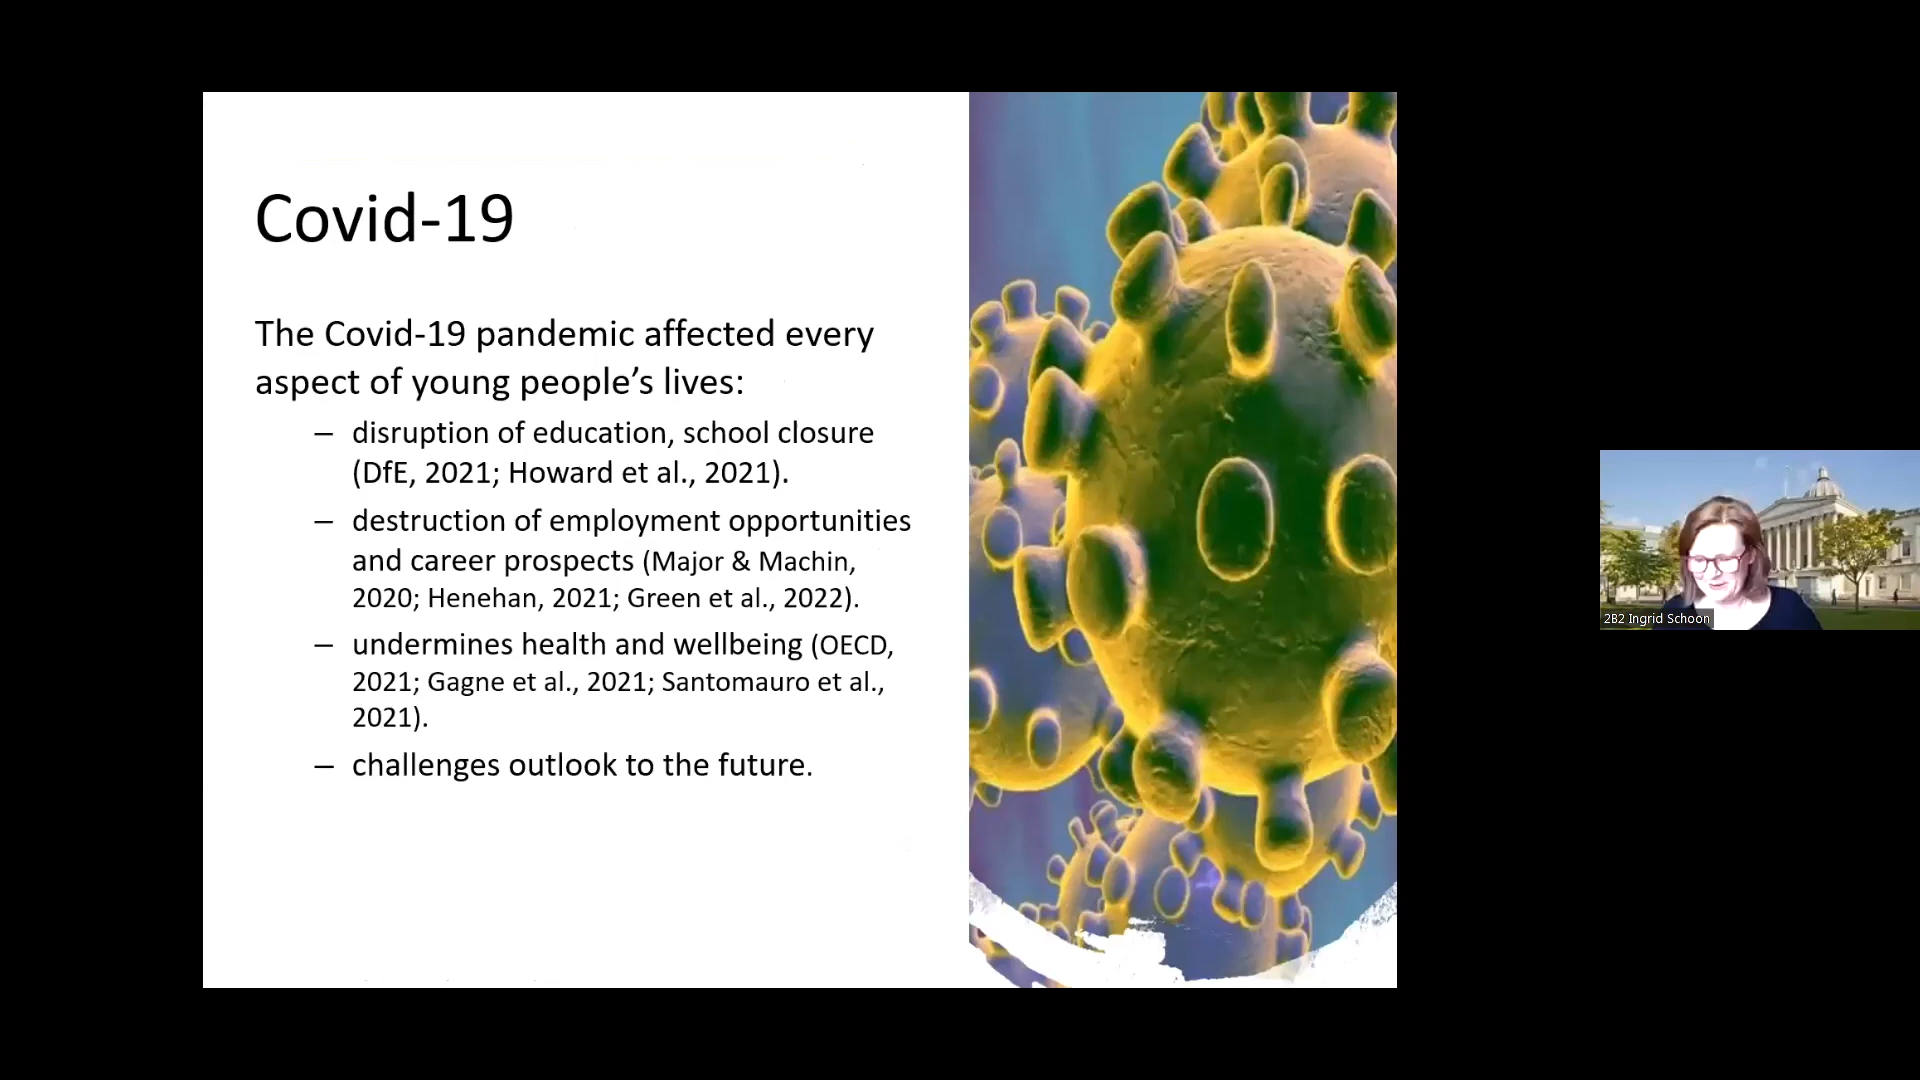 Covid-19
The Covid-19 pandemic affected every
aspect of young people’s lives:
– disruption of education, school closure
(DfE, 2021; Howard et al., 2021).
– destruction of employment opportunities
and career prospects (Major & Machin,
2020; Henehan, 2021; Green et al., 2022).
– undermines health and wellbeing (OECD,
2021; Gagne et al., 2021; Santomauro et al.,
2021).
– challenges outlook to the future.
2B2 Ingrid Schoon